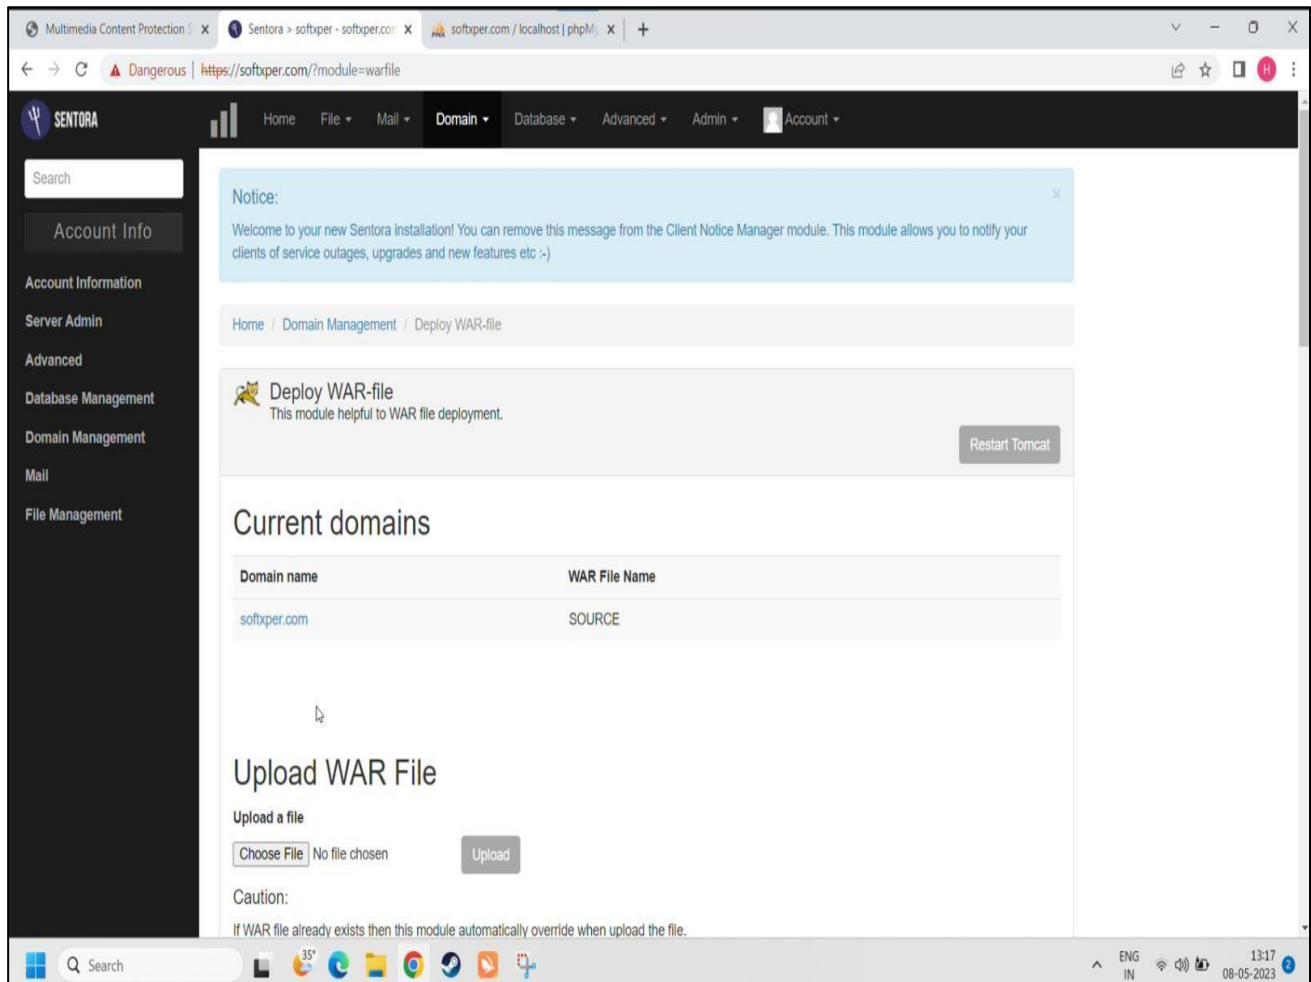 Multimedia Content Protection S
Sentora > softxper - softxper.com
softxper.com / localhost | phpMy
Dangerous | https://softxper.com/?module=warfile
H
SENTORA
Home File Mail Domain Database Advanced Admin Account
Search
Account Info
Account Information
Server Admin
Advanced
Database Management
Domain Management
Mail
File Management
Notice:
Welcome to your new Sentora installation! You can remove this message from the Client Notice Manager module. This module allows you to notify your
clients of service outages, upgrades and new features etc :-)
Home / Domain Management / Deploy WAR-file
Deploy WAR-file
This module helpful to WAR file deployment.
Restart Tomcat
Current domains
Domain name WAR File Name
softxper.com SOURCE
Upload WAR File
Upload a file
Choose File No file chosen Upload
Caution:
If WAR file already exists then this module automatically override when upload the file.
Search
35°
ENG
IN
13:17
08-05-2023
2